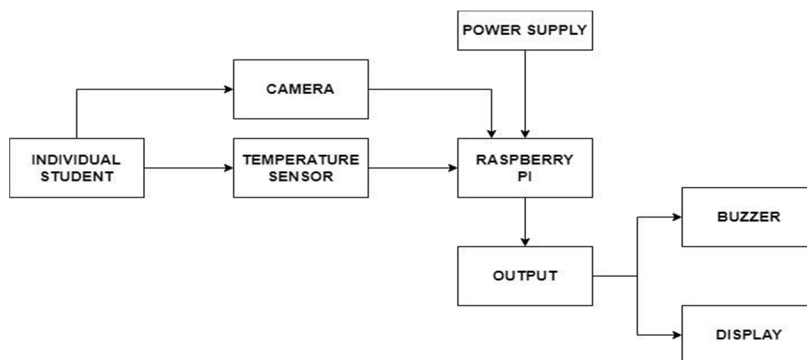 POWER SUPPLY
CAMERA
INDIVIDUAL
STUDENT
TEMPERATURE
SENSOR
RASPBERRY
PI
BUZZER
OUTPUT
DISPLAY